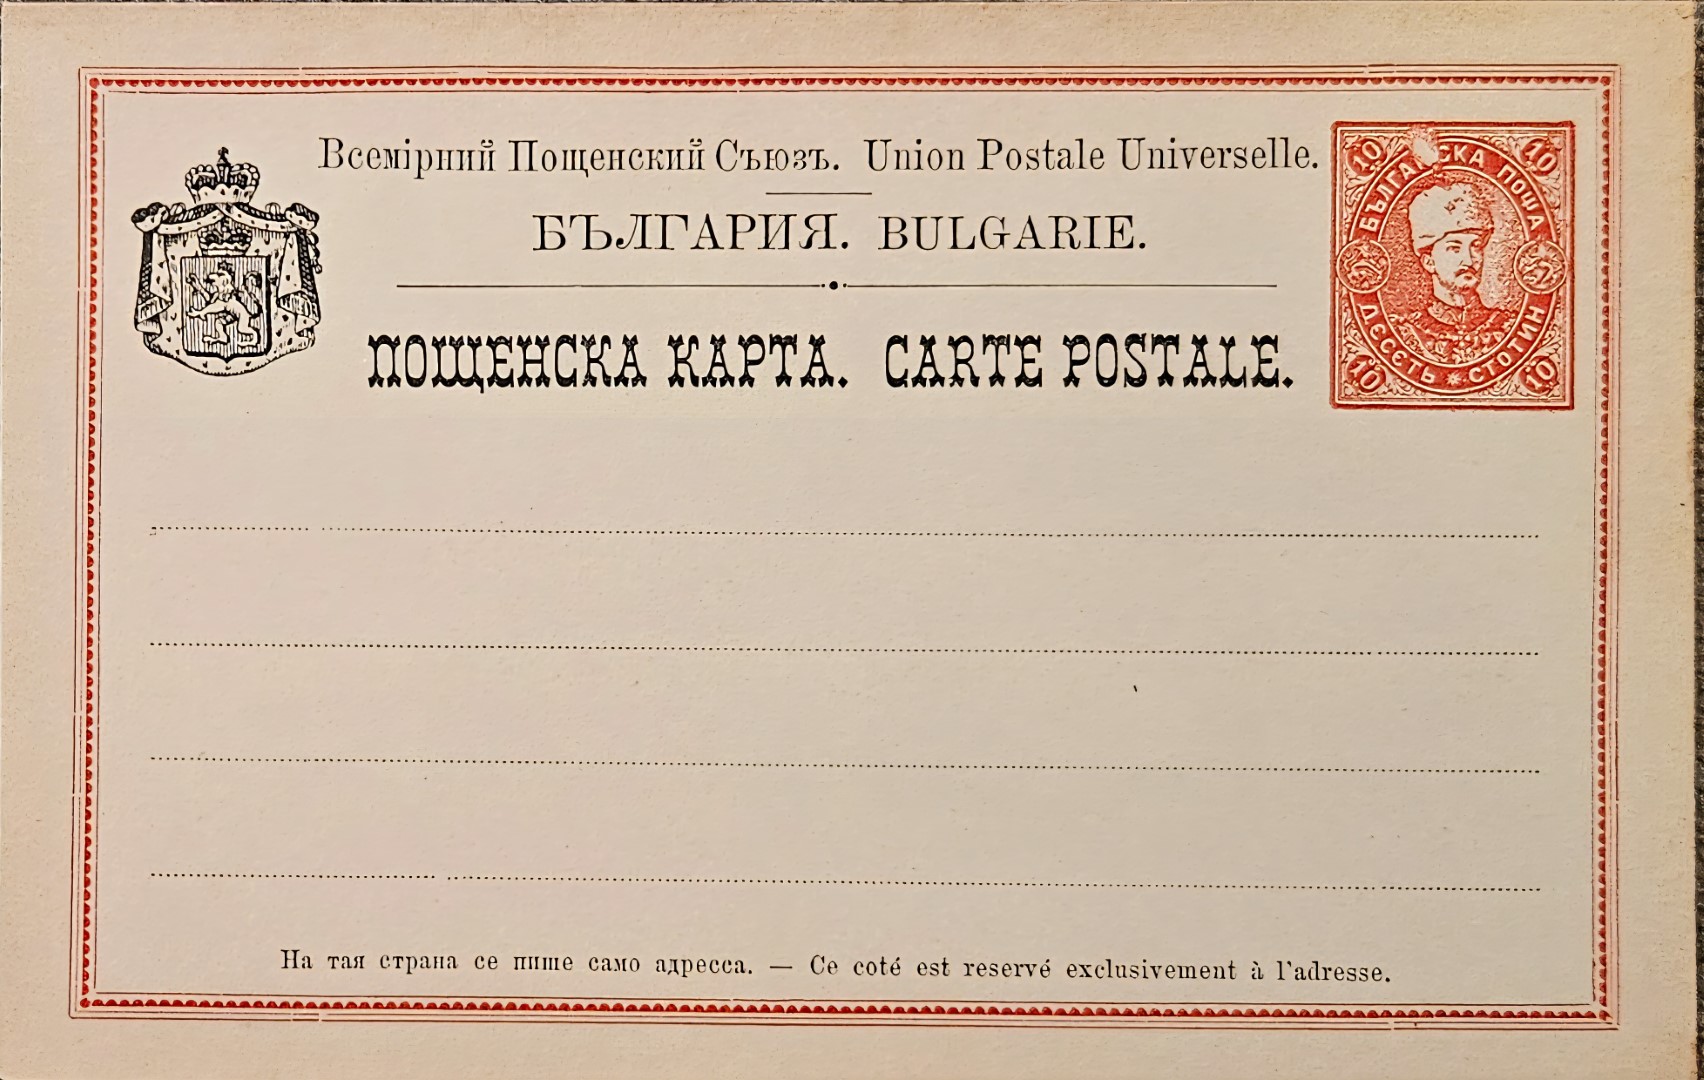 Всемірний Пощенский Съюзъ. Union Postale Universelle.
БЪЛГАРИЯ. BULGARIE.
ПОЩЕНСКА КАРТА. CARTE POSTALE.
10 10
ПОЩА
ДЕСЕТЬ * СТОТИН
10 10
На тая страна се пише само адресса. — Ce coté est reservé exclusivement à l'adresse.